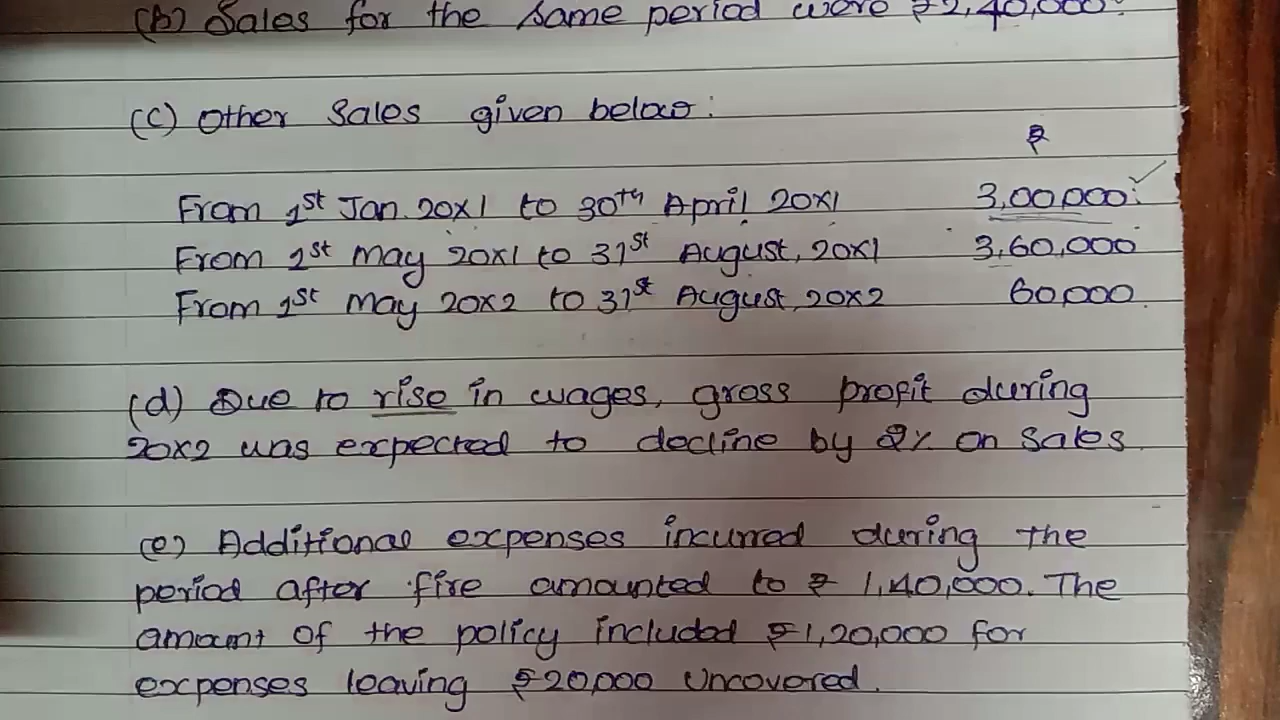 (b) Sales for the same period were ₹2,40,000.
(c) Other Sales given below:
₹
From 1st Jan. 20x1 to 30th April 20x1 3,00,000
From 1st may 20x1 to 31st August, 20x1 3,60,000
From 1st may 20x2 to 31st August, 20x2 60,000.
(d) Due to rise in wages, gross profit during
20x2 was expected to decline by 2% on sales
(e) Additional expenses incurred during the
period after fire amounted to ₹ 1,40,000. The
amount of the policy included ₹1,20,000 for
expenses leaving ₹20,000 uncovered.